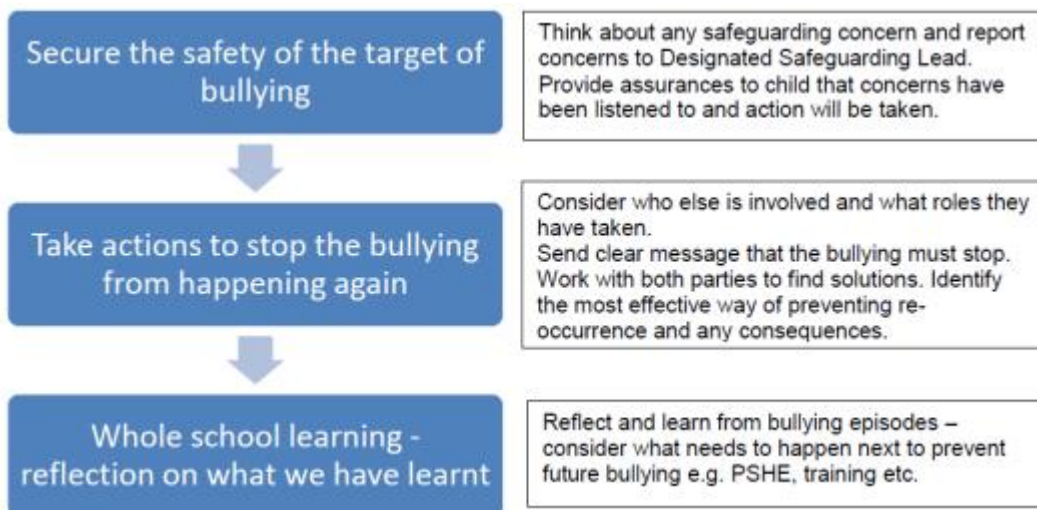 Secure the safety of the target of
bullying
Think about any safeguarding concern and report
concerns to Designated Safeguarding Lead.
Provide assurances to child that concerns have
been listened to and action will be taken.
Take actions to stop the bullying
from happening again
Consider who else is involved and what roles they
have taken.
Send clear message that the bullying must stop.
Work with both parties to find solutions. Identify
the most effective way of preventing re-
occurrence and any consequences.
Whole school learning -
reflection on what we have learnt
Reflect and learn from bullying episodes –
consider what needs to happen next to prevent
future bullying e.g. PSHE, training etc.